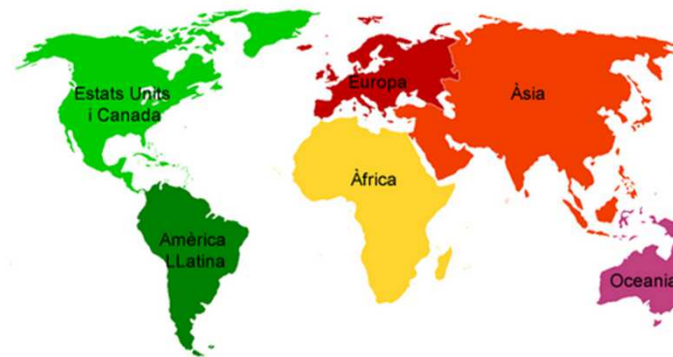 Estats Units
i Canada
Europa
Àsia
Àfrica
Amèrica
LLatina
Oceania